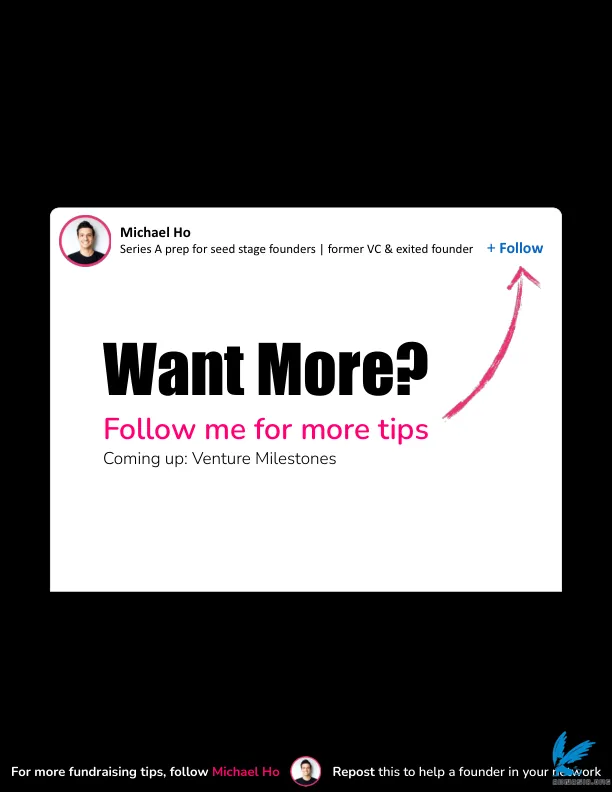 Michael Ho
Series A prep for seed stage founders | former VC & exited founder
+ Follow
Want More?
Follow me for more tips
Coming up: Venture Milestones
For more fundraising tips, follow Michael Ho
Repost this to help a founder in your network